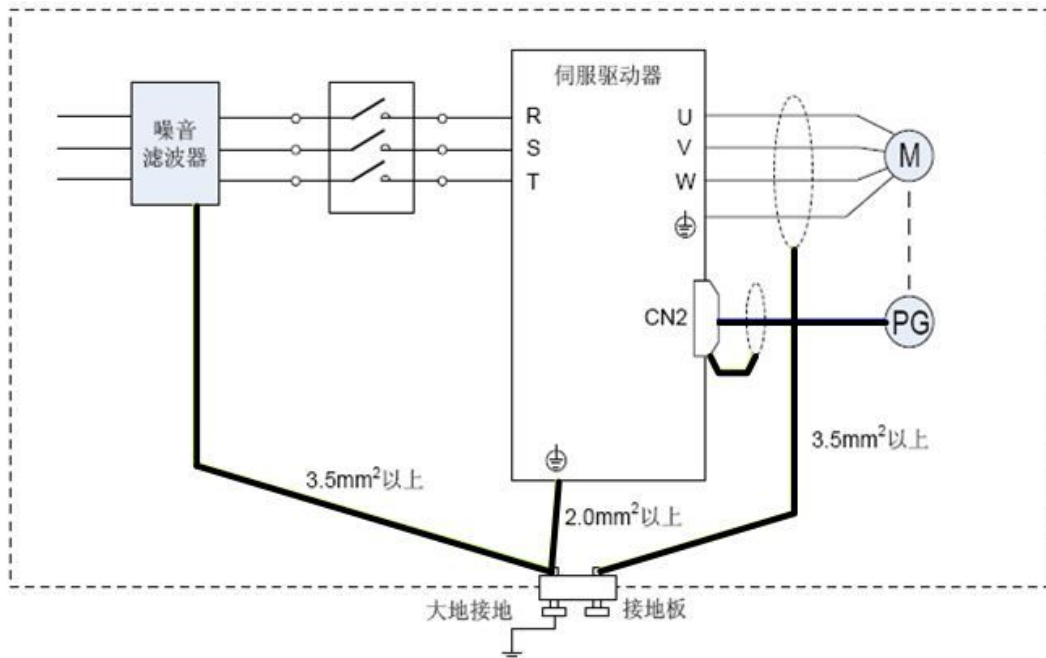 伺服驱动器
噪音
滤波器
R
S
T
U
V
W
M
CN2
PG
3.5mm²以上
3.5mm²以上
2.0mm²以上
大地接地
接地板